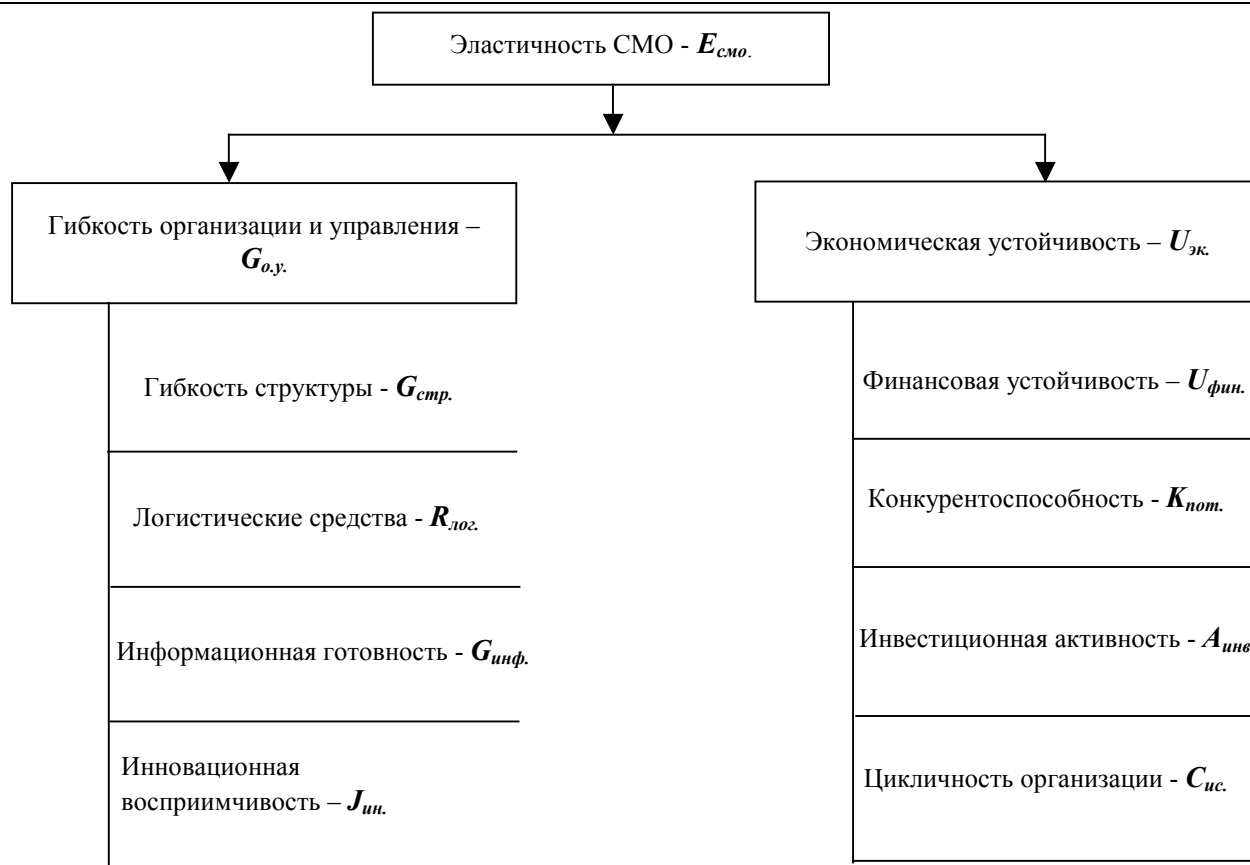 Эластичность СМО - Eсмо.
Гибкость организации и управления –
Gо.у.
Экономическая устойчивость – Uэк.
Гибкость структуры - Gстр.
Логистические средства - Rлог.
Информационная готовность - Gинф.
Инновационная
восприимчивость – Jин.
Финансовая устойчивость – Uфин.
Конкурентоспособность - Kпот.
Инвестиционная активность - Aинв
Цикличность организации - Cис.